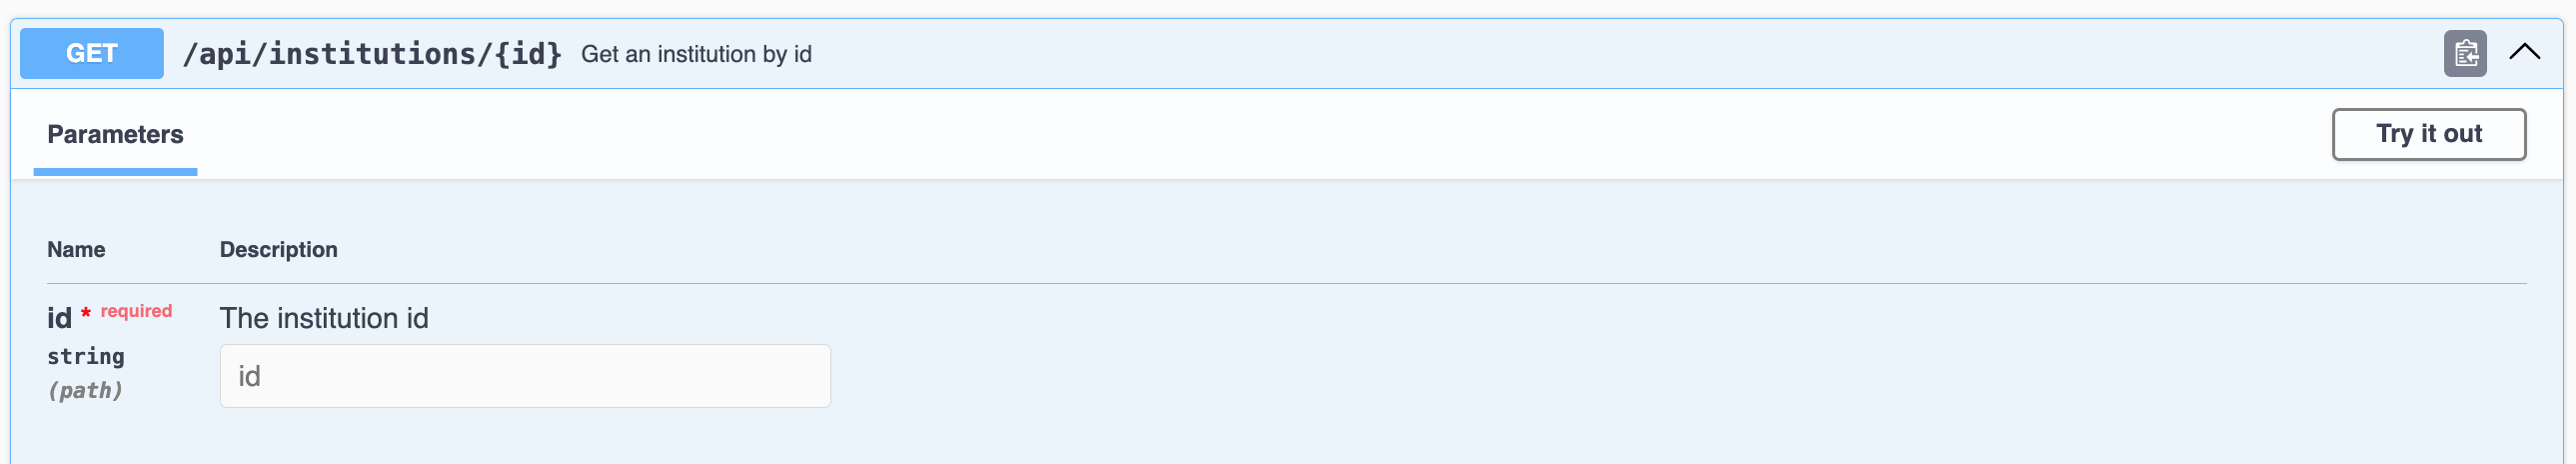 GET /api/institutions/{id} Get an institution by id
Parameters
Try it out
Name Description
id * required The institution id
string
id
(path)